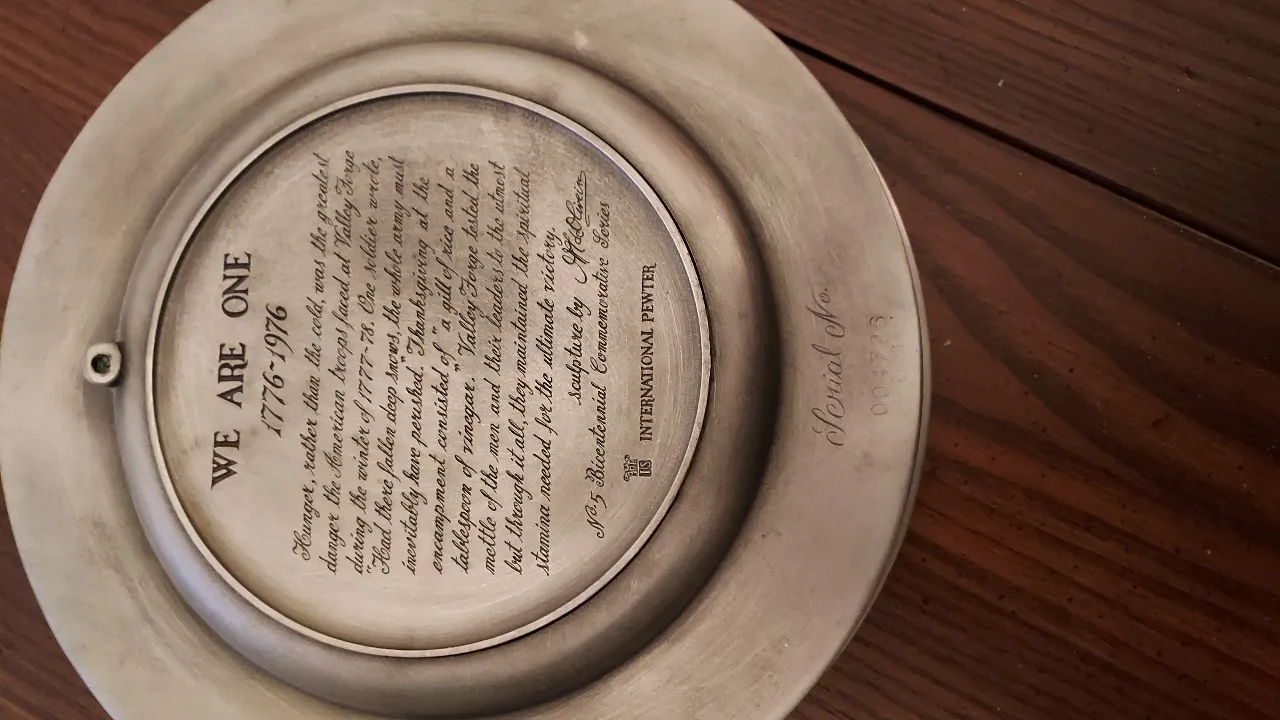 WE ARE ONE
1776-1976
Hunger, rather than the cold, was the greatest
danger the American troops faced at Valley Forge
during the winter of 1777-78. One soldier wrote,
"Had there fallen deep snows, the whole army must
inevitably have perished." Thanksgiving at the
encampment consisted of "a gill of rice and a
tablespoon of vinegar." Valley Forge tested the
mettle of the men and their leaders to the utmost
but through it all, they maintained the spiritual
stamina needed for the ultimate victory.
sculpture by
No 5 Bicentenial Commemorative Series
US INTERNATIONAL PEWTER
Serial No.